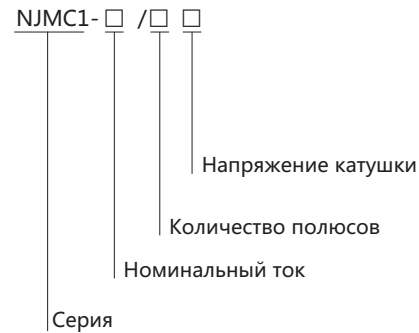 NJMC1-□ /□ □
Напряжение катушки
Количество полюсов
Номинальный ток
Серия